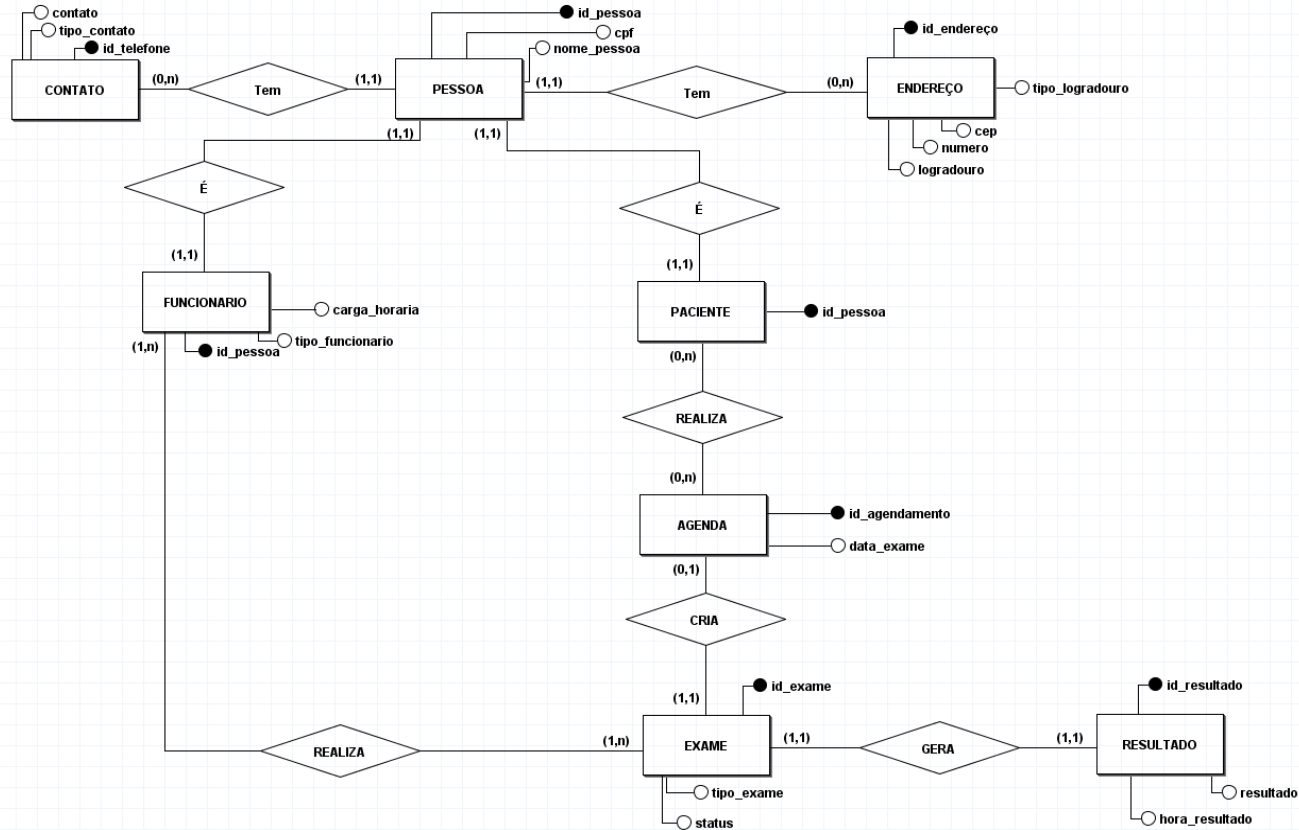 contato
tipo_contato
id_telefone
CONTATO
(0,n)
Tem
(1,1)
id_pessoa
cpf
nome_pessoa
PESSOA
(1,1)
Tem
(0,n)
id_endereço
ENDEREÇO
tipo_logradouro
cep
numero
logradouro
(1,1)
(1,1)
É
É
(1,1)
(1,1)
FUNCIONARIO
carga_horaria
tipo_funcionario
id_pessoa
(1,n)
PACIENTE
id_pessoa
(0,n)
REALIZA
(0,n)
AGENDA
id_agendamento
data_exame
(0,1)
CRIA
(1,1)
id_exame
REALIZA
(1,n)
EXAME
(1,1)
GERA
(1,1)
id_resultado
RESULTADO
tipo_exame
status
resultado
hora_resultado